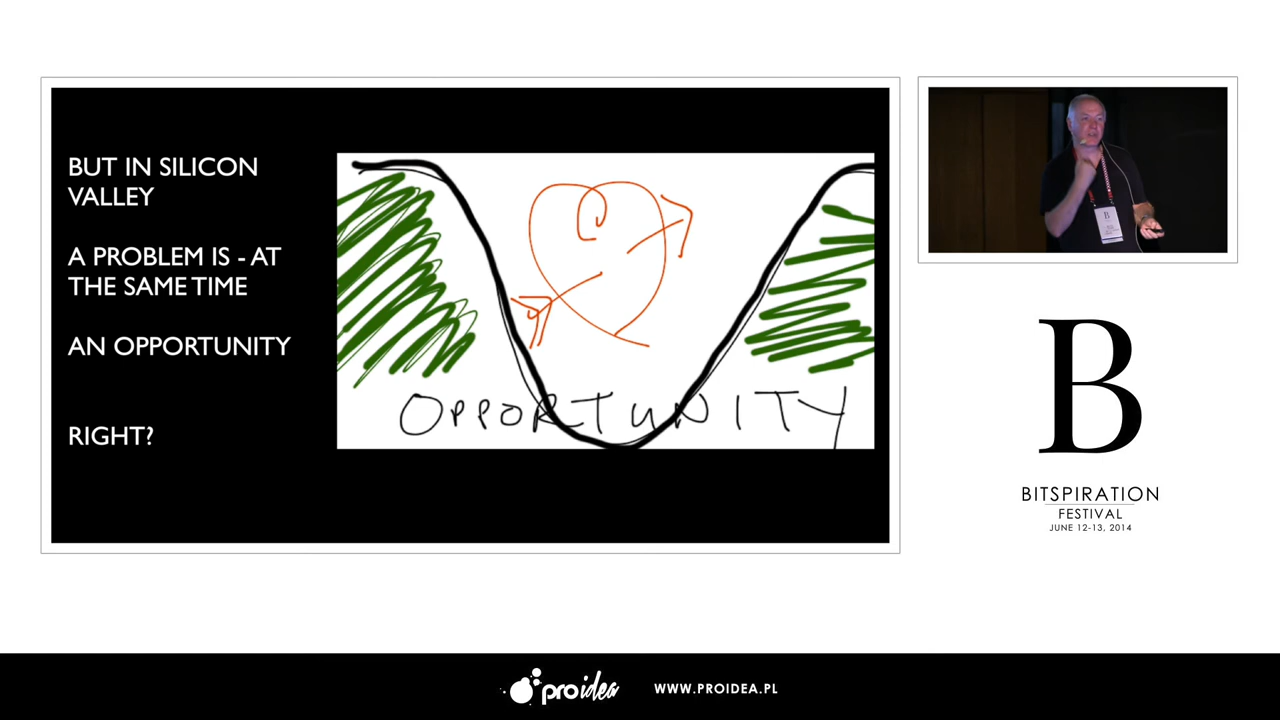 BUT IN SILICON
VALLEY
A PROBLEM IS - AT
THE SAME TIME
AN OPPORTUNITY
RIGHT?
OPPORTUNITY
B
B
BITSPIRATION
FESTIVAL
JUNE 12-13, 2014
proidea
WWW.PROIDEA.PL